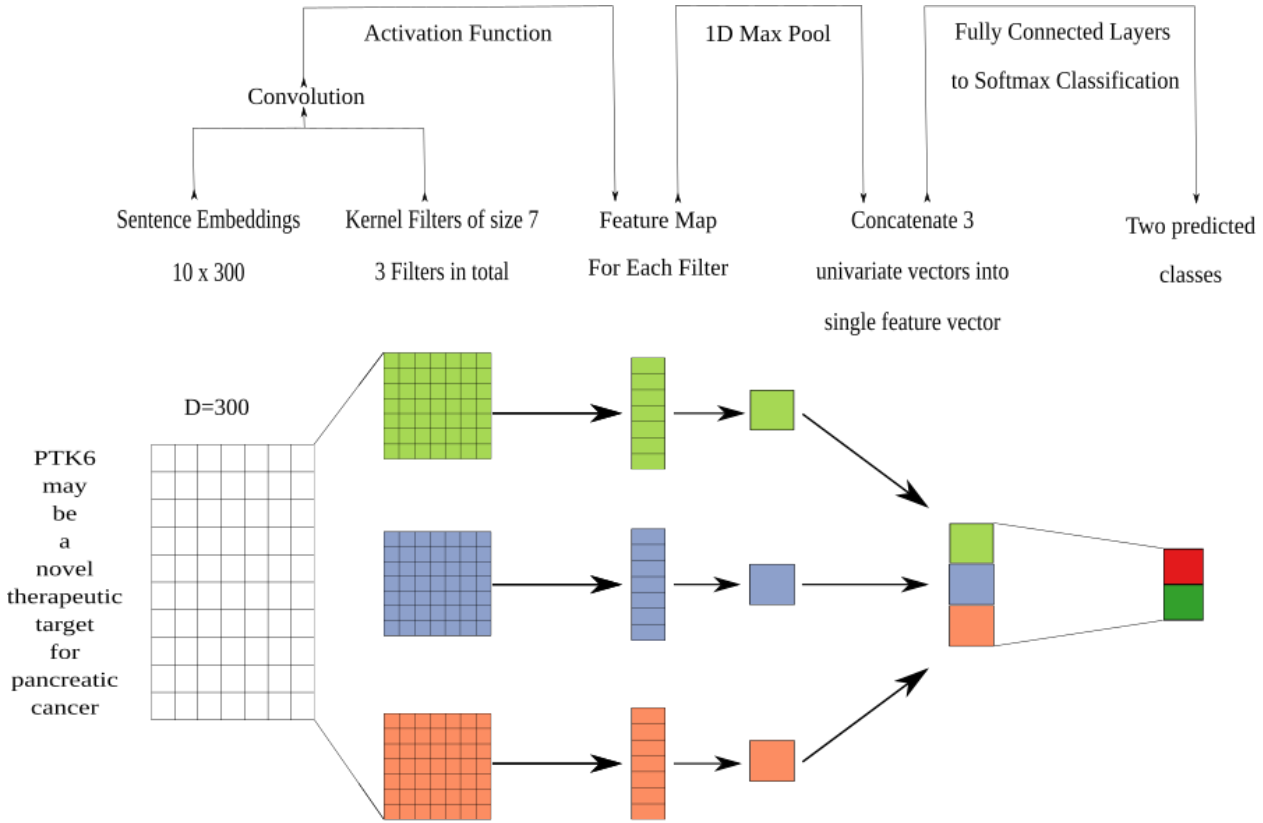 Activation Function
1D Max Pool
Fully Connected Layers
to Softmax Classification
Convolution
Sentence Embeddings
10 x 300
Kernel Filters of size 7
3 Filters in total
Feature Map
For Each Filter
Concatenate 3
univariate vectors into
single feature vector
Two predicted
classes
D=300
PTK6
may
be
a
novel
therapeutic
target
for
pancreatic
cancer